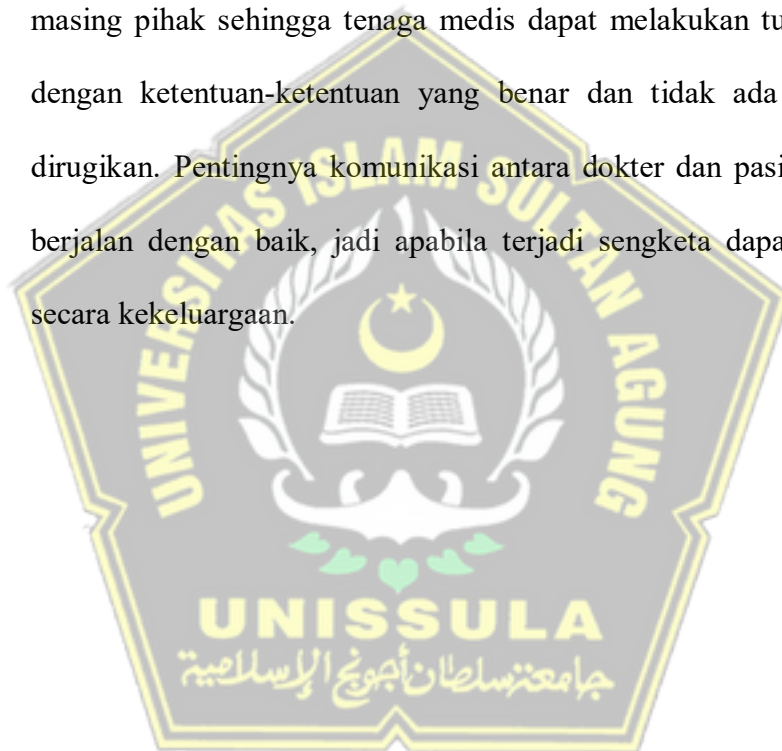 masing pihak sehingga tenaga medis dapat melakukan tu
dengan ketentuan-ketentuan yang benar dan tidak ada
dirugikan. Pentingnya komunikasi antara dokter dan pasi
berjalan dengan baik, jadi apabila terjadi sengketa dapa
secara kekeluargaan.
UNIVERSITAS ISLAM SULTAN AGUNG
UNISSULA
جامعة سلطان أجونج الإسلامية